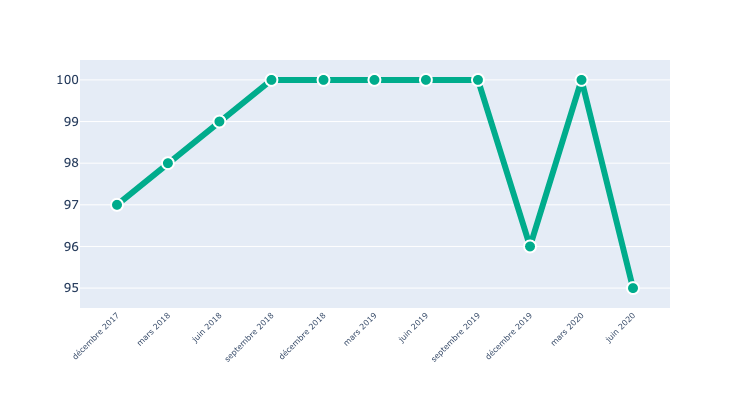 100
99
98
97
96
95
décembre 2017
mars 2018
juin 2018
septembre 2018
décembre 2018
mars 2019
juin 2019
septembre 2019
décembre 2019
mars 2020
juin 2020